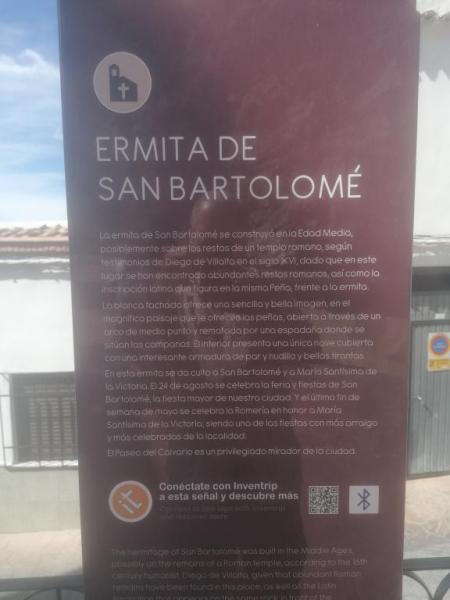 ERMITA DE
SAN BARTOLOMÉ
La ermita de San Bartolomé se construyó en la Edad Media,
posiblemente sobre los restos de un templo romano, según
testimonios de Diego de Villalta en el siglo XVI, dado que en este
lugar se han encontrado abundantes restos romanos, así como la
inscripción latina que figura en la misma Peña, frente a la ermita.
La blanca fachada ofrece una sencilla y bella imagen, en el
magnífico paisaje que le ofrecen las peñas, abierta a través de un
arco de medio punto y rematada por una espadaña donde se
sitúan las campanas. El interior presenta una única nave cubierta
con una interesante armadura de par y nudillo y bellos tirantes.
En esta ermita se da culto a San Bartolomé y a María Santísima de
la Victoria. El 24 de agosto se celebra la feria y fiestas de San
Bartolomé, la fiesta mayor de nuestra ciudad. Y el último fin de
semana de mayo se celebra la Romería en honor a María
Santísima de la Victoria, siendo una de las fiestas con más arraigo
y más celebradas de la localidad.
El Paseo del Calvario es un privilegiado mirador de la ciudad.
Conéctate con Inventrip
a esta señal y descubre más
Connect to this sign with Inventrip
and discover more
The hermitage of San Bartolomé was built in the Middle Ages,
possibly on the remains of a Roman temple, according to the 16th
century humanist, Diego de Villalta, given that abundant Roman
remains have been found in this place, as well as the Latin